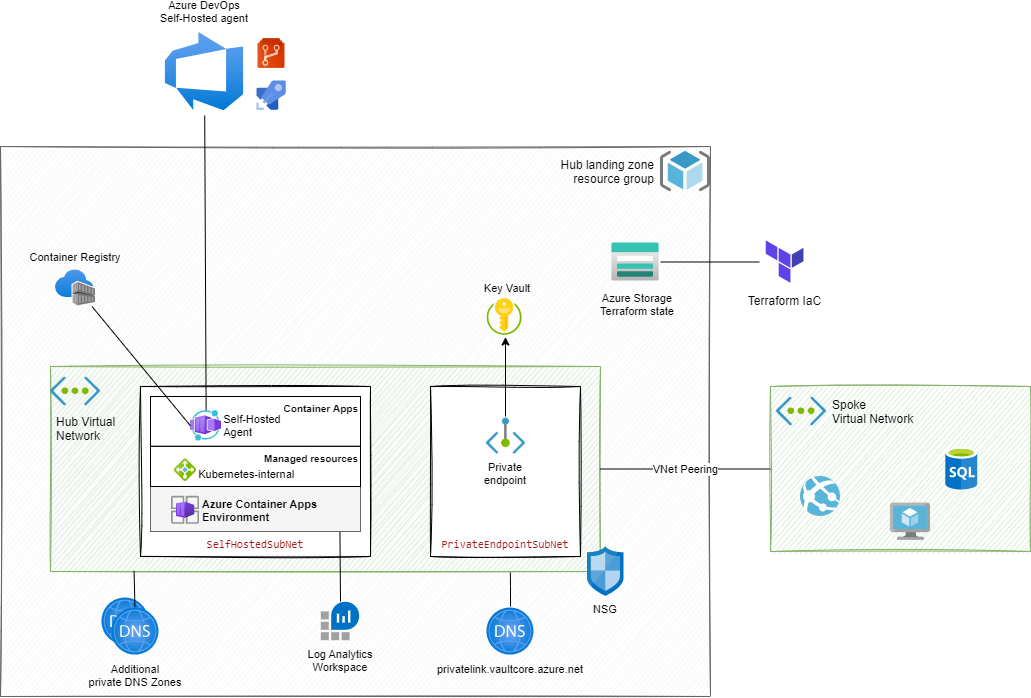 Azure DevOps
Self-Hosted agent
Hub landing zone
resource group
Container Registry
Azure Storage
Terraform state
Terraform IaC
Key Vault
Hub Virtual
Network
Container Apps
Self-Hosted
Agent
Managed resources
Kubernetes-internal
Azure Container Apps
Environment
SelfHostedSubNet
Private
endpoint
PrivateEndpointSubNet
VNet Peering
Spoke
Virtual Network
SQL
NSG
DNS
Additional
private DNS Zones
Log Analytics
Workspace
DNS
privatelink.vaultcore.azure.net